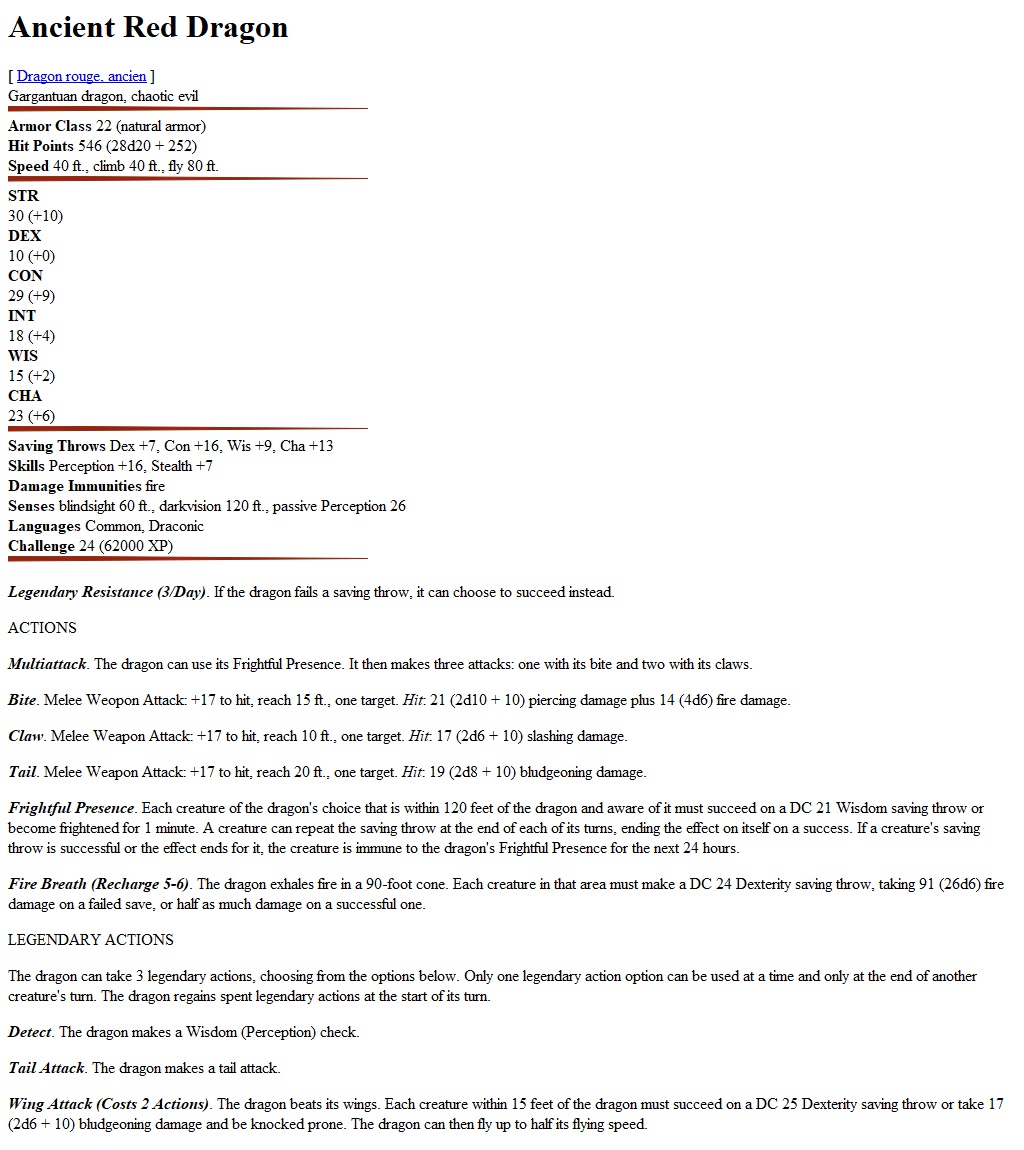 Ancient Red Dragon
[ Dragon rouge, ancien ]
Gargantuan dragon, chaotic evil
Armor Class 22 (natural armor)
Hit Points 546 (28d20 + 252)
Speed 40 ft., climb 40 ft., fly 80 ft.
STR
30 (+10)
DEX
10 (+0)
CON
29 (+9)
INT
18 (+4)
WIS
15 (+2)
CHA
23 (+6)
Saving Throws Dex +7, Con +16, Wis +9, Cha +13
Skills Perception +16, Stealth +7
Damage Immunities fire
Senses blindsight 60 ft., darkvision 120 ft., passive Perception 26
Languages Common, Draconic
Challenge 24 (62000 XP)
Legendary Resistance (3/Day). If the dragon fails a saving throw, it can choose to succeed instead.
ACTIONS
Multiattack. The dragon can use its Frightful Presence. It then makes three attacks: one with its bite and two with its claws.
Bite. Melee Weopon Attack: +17 to hit, reach 15 ft., one target. Hit: 21 (2d10 + 10) piercing damage plus 14 (4d6) fire damage.
Claw. Melee Weapon Attack: +17 to hit, reach 10 ft., one target. Hit: 17 (2d6 + 10) slashing damage.
Tail. Melee Weapon Attack: +17 to hit, reach 20 ft., one target. Hit: 19 (2d8 + 10) bludgeoning damage.
Frightful Presence. Each creature of the dragon's choice that is within 120 feet of the dragon and aware of it must succeed on a DC 21 Wisdom saving throw or
become frightened for 1 minute. A creature can repeat the saving throw at the end of each of its turns, ending the effect on itself on a success. If a creature's saving
throw is successful or the effect ends for it, the creature is immune to the dragon's Frightful Presence for the next 24 hours.
Fire Breath (Recharge 5-6). The dragon exhales fire in a 90-foot cone. Each creature in that area must make a DC 24 Dexterity saving throw, taking 91 (26d6) fire
damage on a failed save, or half as much damage on a successful one.
LEGENDARY ACTIONS
The dragon can take 3 legendary actions, choosing from the options below. Only one legendary action option can be used at a time and only at the end of another
creature's turn. The dragon regains spent legendary actions at the start of its turn.
Detect. The dragon makes a Wisdom (Perception) check.
Tail Attack. The dragon makes a tail attack.
Wing Attack (Costs 2 Actions). The dragon beats its wings. Each creature within 15 feet of the dragon must succeed on a DC 25 Dexterity saving throw or take 17
(2d6 + 10) bludgeoning damage and be knocked prone. The dragon can then fly up to half its flying speed.